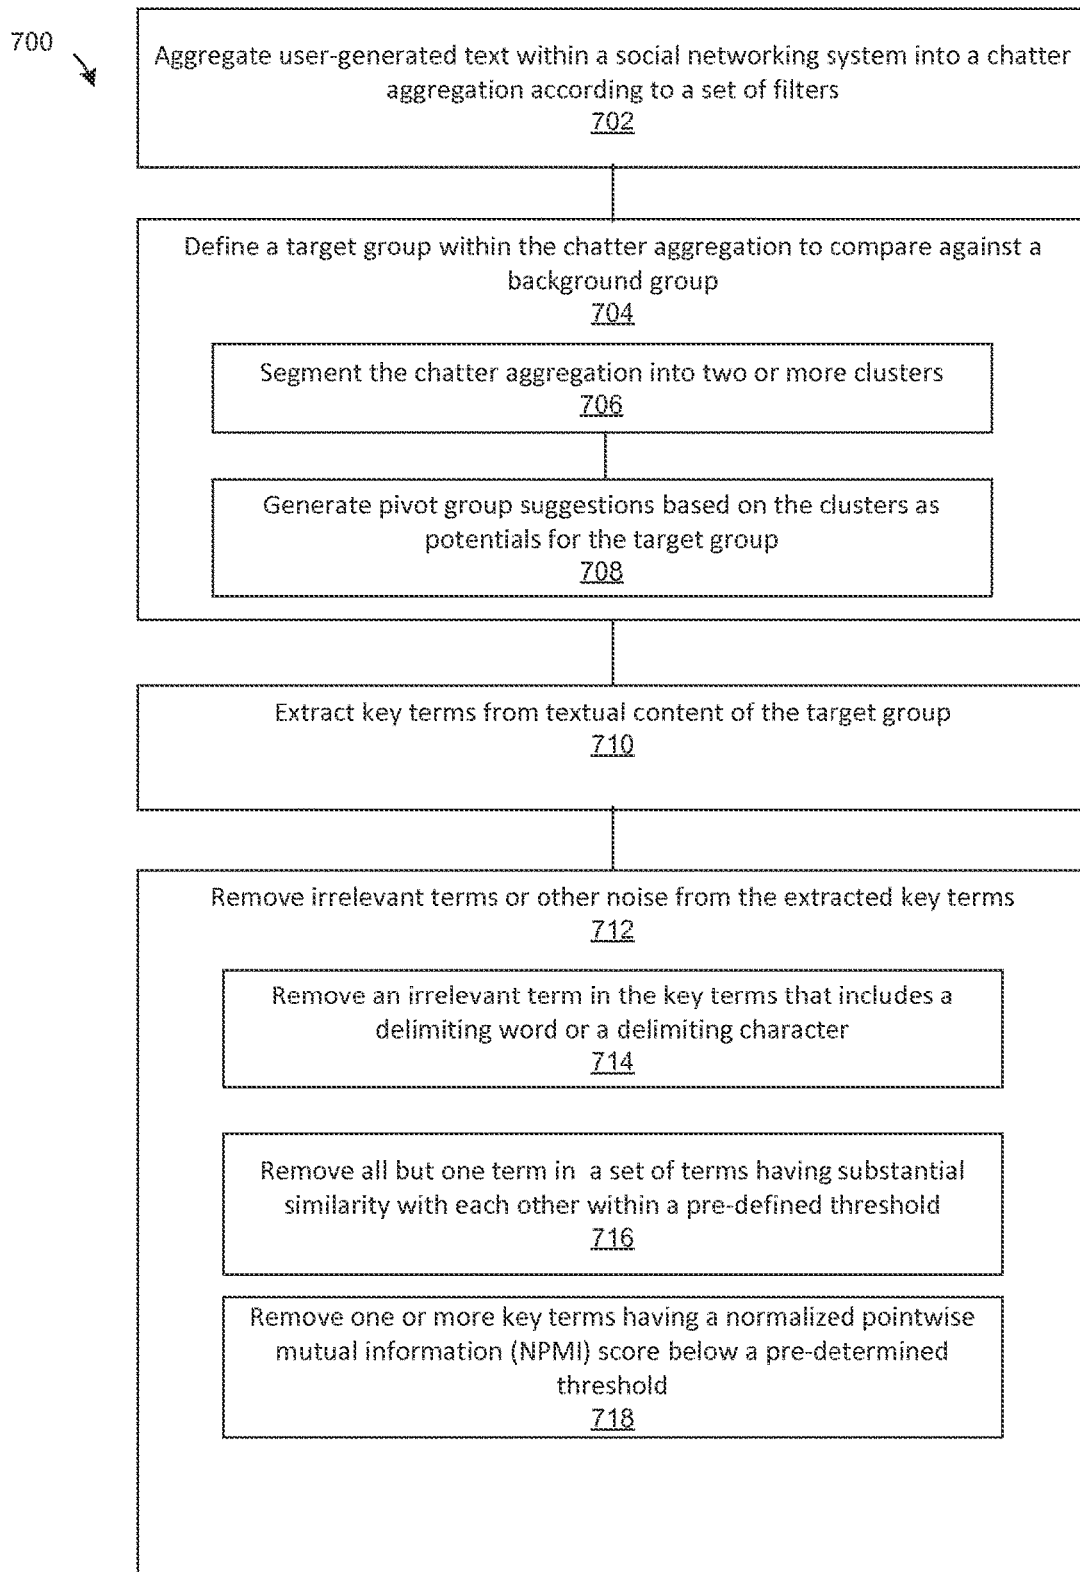 700
Aggregate user-generated text within a social networking system into a chatter
aggregation according to a set of filters
702
Define a target group within the chatter aggregation to compare against a
background group
704
Segment the chatter aggregation into two or more clusters
706
Generate pivot group suggestions based on the clusters as
potentials for the target group
708
Extract key terms from textual content of the target group
710
Remove irrelevant terms or other noise from the extracted key terms
712
Remove an irrelevant term in the key terms that includes a
delimiting word or a delimiting character
714
Remove all but one term in a set of terms having substantial
similarity with each other within a pre-defined threshold
716
Remove one or more key terms having a normalized pointwise
mutual information (NPMI) score below a pre-determined
threshold
718